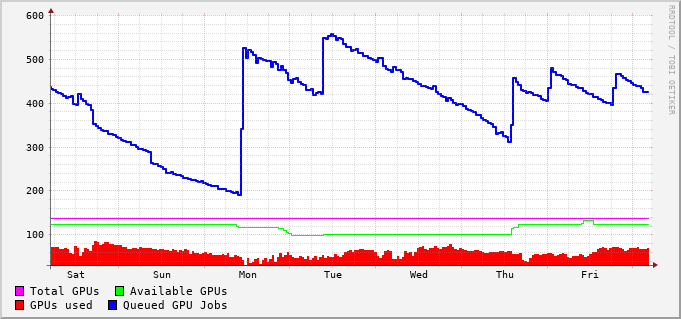 600
500
400
300
200
100
Sat Sun Mon Tue Wed Thu Fri
Total GPUs Available GPUs
GPUs used Queued GPU Jobs
RRDTOOL / TOBI OETIKER